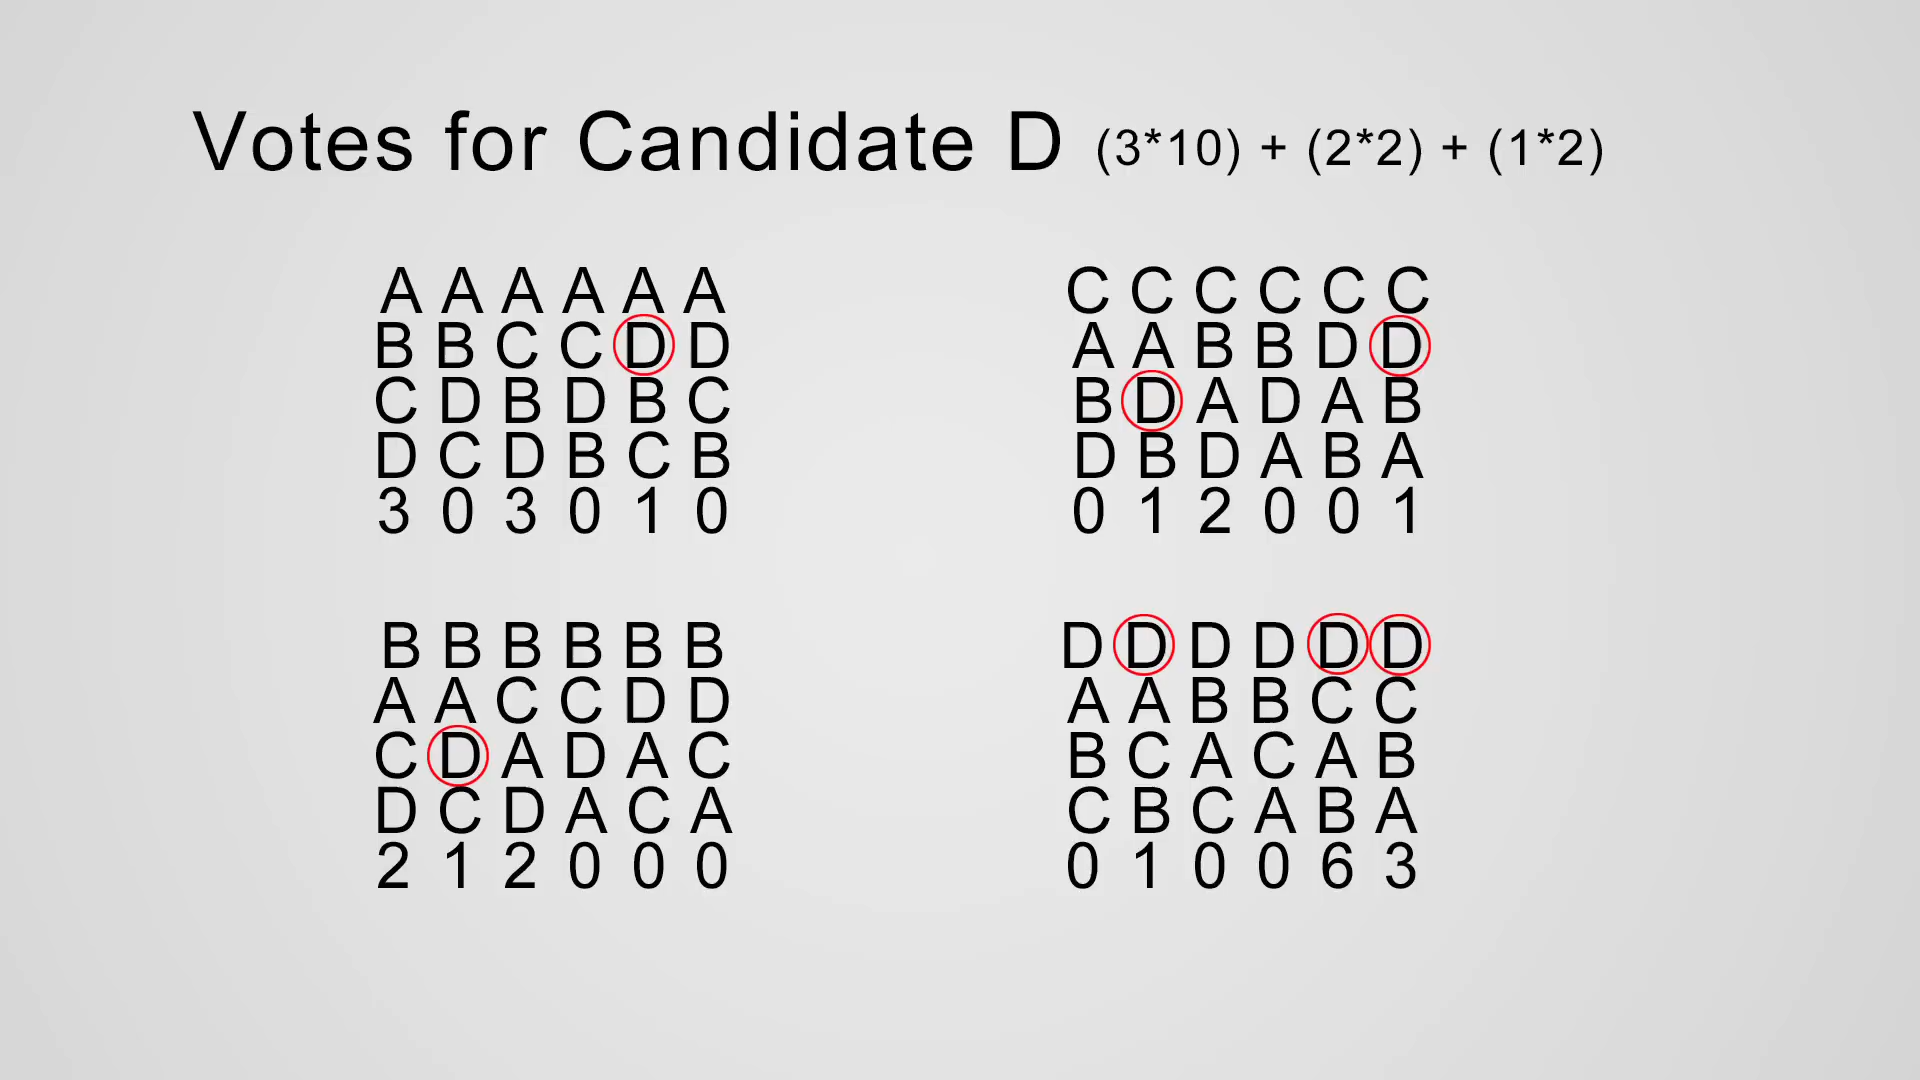 Votes for Candidate D (3*10) + (2*2) + (1*2)
A A A A A A
B B C C D D
C D B D B C
D C D B C B
3 0 3 0 1 0
C C C C C C
A A B B D D
B D A D A B
D B D A B A
0 1 2 0 0 1
B B B B B B
A A C C D D
C D A D A C
D C D A C A
2 1 2 0 0 0
D D D D D D
A A B B C C
B C A C A B
C B C A B A
0 1 0 0 6 3